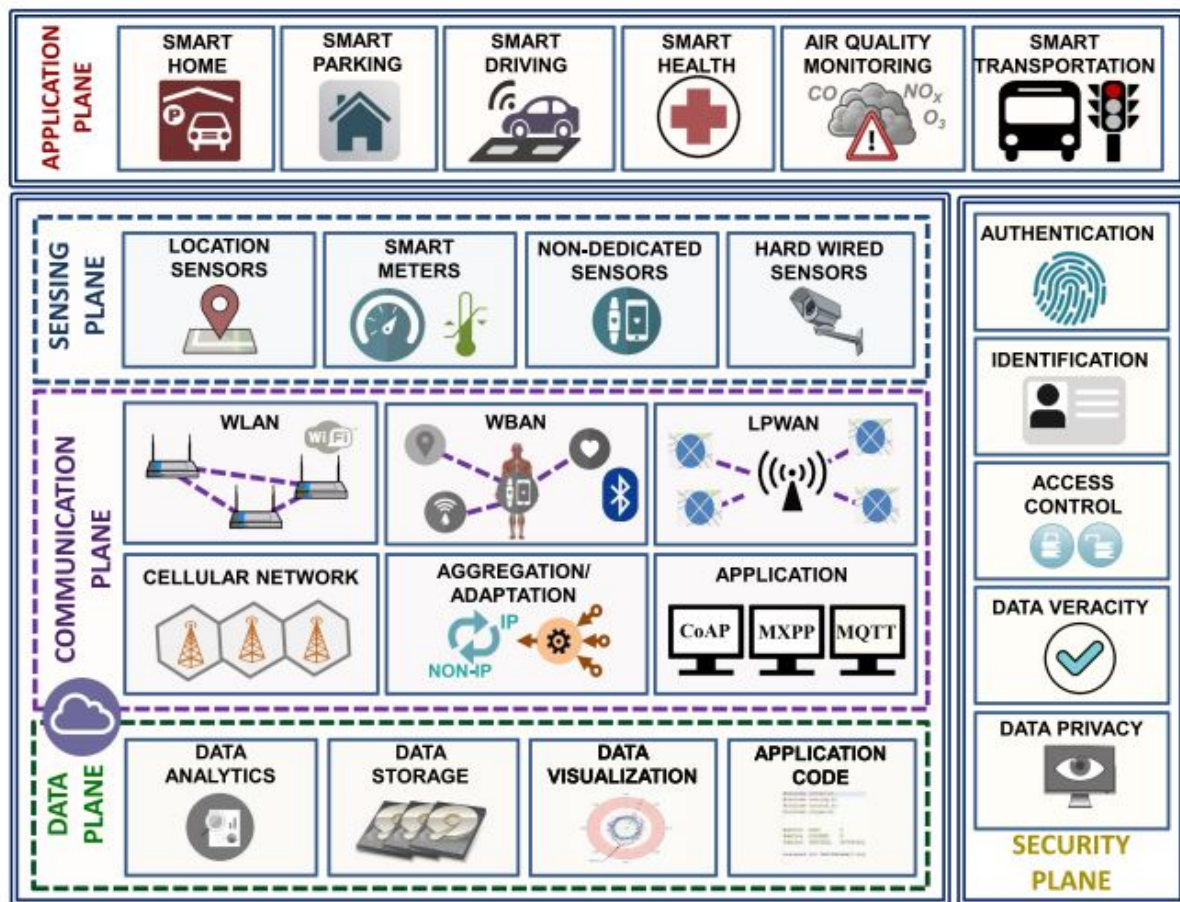 APPLICATION
PLANE
SMART
HOME
P
SMART
PARKING
SMART
DRIVING
SMART
HEALTH
AIR QUALITY
MONITORING
CO
NOX
O3
!
SMART
TRANSPORTATION
SENSING
PLANE
LOCATION
SENSORS
SMART
METERS
NON-DEDICATED
SENSORS
HARD WIRED
SENSORS
COMMUNICATION
PLANE
WLAN
WiFi
WBAN
LPWAN
CELLULAR NETWORK
AGGREGATION/
ADAPTATION
IP
NON-IP
APPLICATION
CoAP
MXPP
MQTT
DATA
PLANE
DATA
ANALYTICS
DATA
STORAGE
DATA
VISUALIZATION
APPLICATION
CODE
AUTHENTICATION
IDENTIFICATION
ACCESS
CONTROL
DATA VERACITY
DATA PRIVACY
SECURITY
PLANE